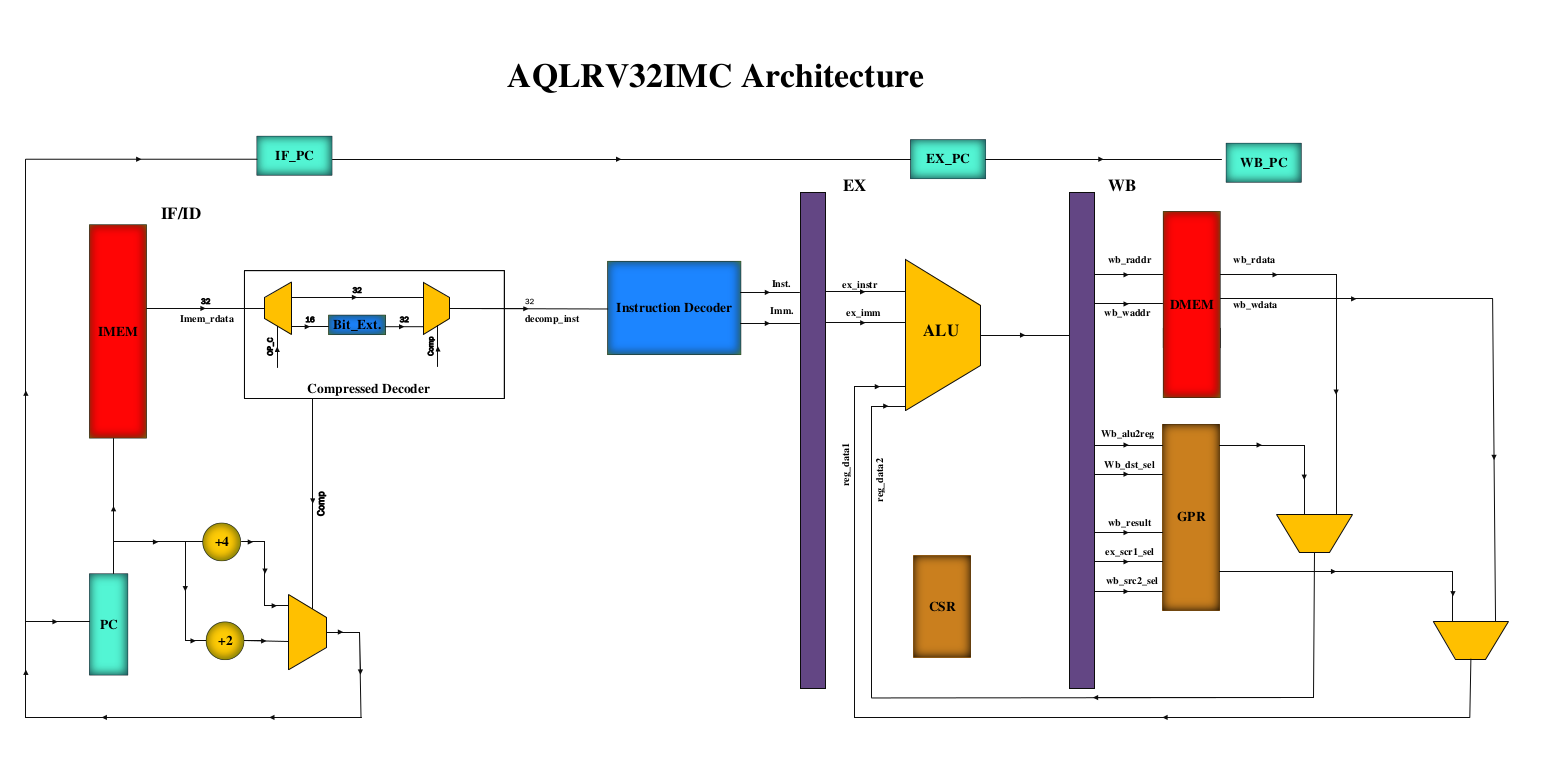 AQLRV32IMC Architecture
IF_PC
EX_PC
WB_PC
IF/ID
EX
WB
IMEM
32
Imem_rdata
32
16
Bit_Ext.
32
OP_C
Comp
Compressed Decoder
32
decomp_inst
Instruction Decoder
Inst.
Imm.
ex_instr
ex_imm
ALU
reg_data1
reg_data2
wb_raddr
wb_waddr
DMEM
wb_rdata
wb_wdata
Wb_alu2reg
Wb_dst_sel
wb_result
ex_scr1_sel
wb_src2_sel
GPR
CSR
Comp
+4
+2
PC